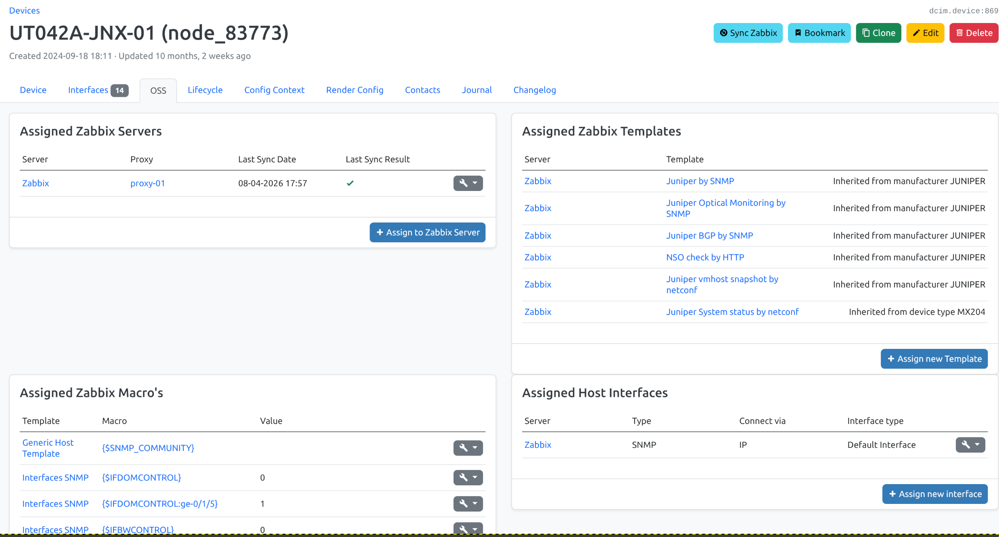 Devices
dcim.device:869
UT042A-JNX-01 (node_83773)
Sync Zabbix
Bookmark
Clone
Edit
Delete
Created 2024-09-18 18:11 · Updated 10 months, 2 weeks ago
Device
Interfaces 14
OSS
Lifecycle
Config Context
Render Config
Contacts
Journal
Changelog
Assigned Zabbix Servers
Server Proxy Last Sync Date Last Sync Result
Zabbix proxy-01 08-04-2026 17:57
+ Assign to Zabbix Server
Assigned Zabbix Templates
Server Template
Zabbix Juniper by SNMP Inherited from manufacturer JUNIPER
Zabbix Juniper Optical Monitoring by
SNMP Inherited from manufacturer JUNIPER
Zabbix Juniper BGP by SNMP Inherited from manufacturer JUNIPER
Zabbix NSO check by HTTP Inherited from manufacturer JUNIPER
Zabbix Juniper vmhost snapshot by
netconf Inherited from manufacturer JUNIPER
Zabbix Juniper System status by netconf Inherited from device type MX204
+ Assign new Template
Assigned Zabbix Macro's
Template Macro Value
Generic Host
Template {$SNMP_COMMUNITY}
Interfaces SNMP {$IFDOMCONTROL} 0
Interfaces SNMP {$IFDOMCONTROL:ge-0/1/5} 1
Interfaces SNMP {$IFBWCONTROL} 0
Assigned Host Interfaces
Server Type Connect via Interface type
Zabbix SNMP IP Default Interface
+ Assign new interface